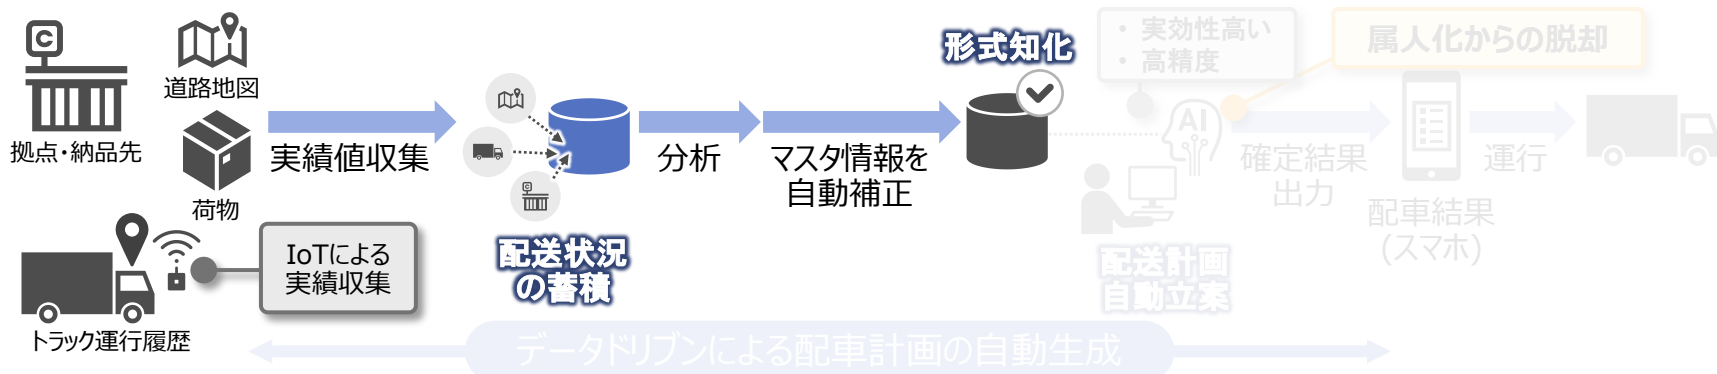 道路地図
拠点・納品先
荷物
トラック運行履歴
IoTによる
実績収集
実績値収集
配送状況
の蓄積
分析
マスタ情報を
自動補正
形式知化
・実効性高い
・高精度
属人化からの脱却
AI
配送計画
自動立案
確定結果
出力
配車結果
(スマホ)
運行
データドリブンによる配車計画の自動生成
C
C